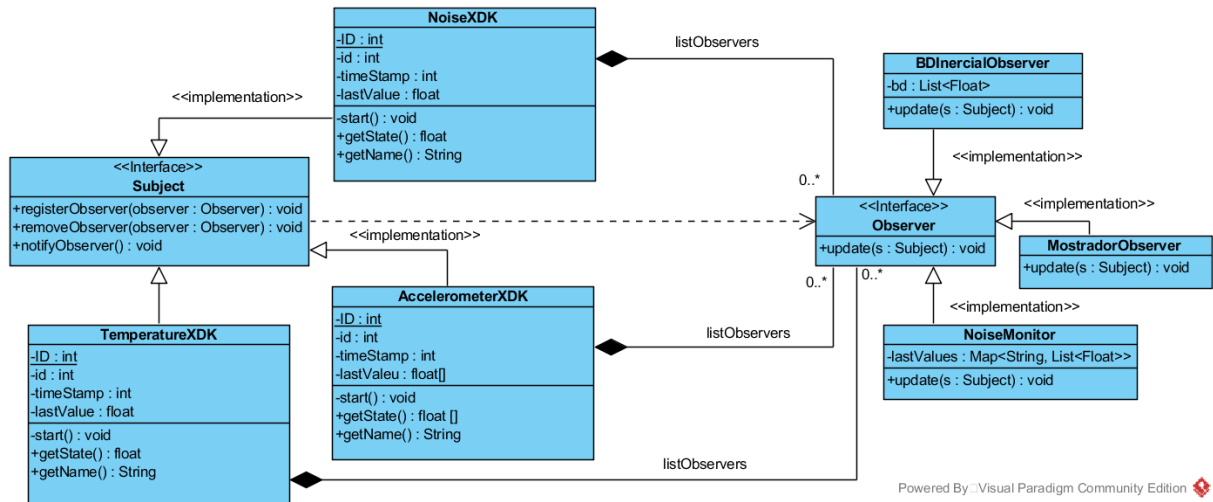 NoiseXDK
-ID : int
-id : int
-timeStamp : int
-lastValue : float
-start() : void
+getState() : float
+getName() : String
listObservers
0..*
<<implementation>>
BDInercialObserver
-bd : List<Float>
+update(s : Subject) : void
<<implementation>>
<<Interface>>
Subject
+registerObserver(observer : Observer) : void
+removeObserver(observer : Observer) : void
+notifyObserver() : void
<<Interface>>
Observer
+update(s : Subject) : void
MostradorObserver
+update(s : Subject) : void
<<implementation>>
AccelerometerXDK
-ID : int
-id : int
-timeStamp : int
-lastValeu : float[]
-start() : void
+getState() : float []
+getName() : String
listObservers
0..*
0..*
<<implementation>>
NoiseMonitor
-lastValues : Map<String, List<Float>>
+update(s : Subject) : void
TemperatureXDK
-ID : int
-id : int
-timeStamp : int
-lastValue : float
-start() : void
+getState() : float
+getName() : String
listObservers
Powered By Visual Paradigm Community Edition